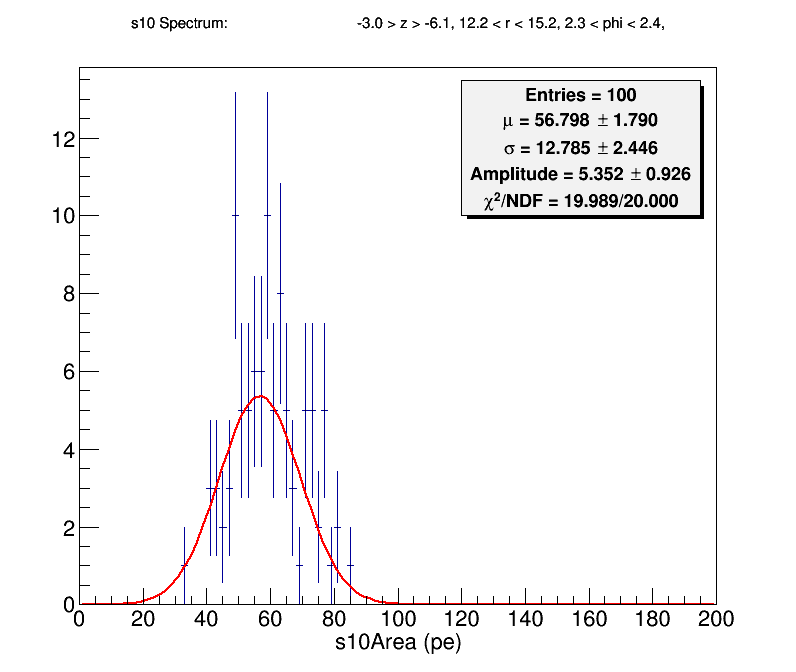 s10 Spectrum: -3.0 > z > -6.1, 12.2 < r < 15.2, 2.3 < phi < 2.4,
Entries = 100
μ = 56.798 ± 1.790
σ = 12.785 ± 2.446
Amplitude = 5.352 ± 0.926
χ²/NDF = 19.989/20.000
12
10
8
6
4
2
0
0 20 40 60 80 100 120 140 160 180 200
s10Area (pe)